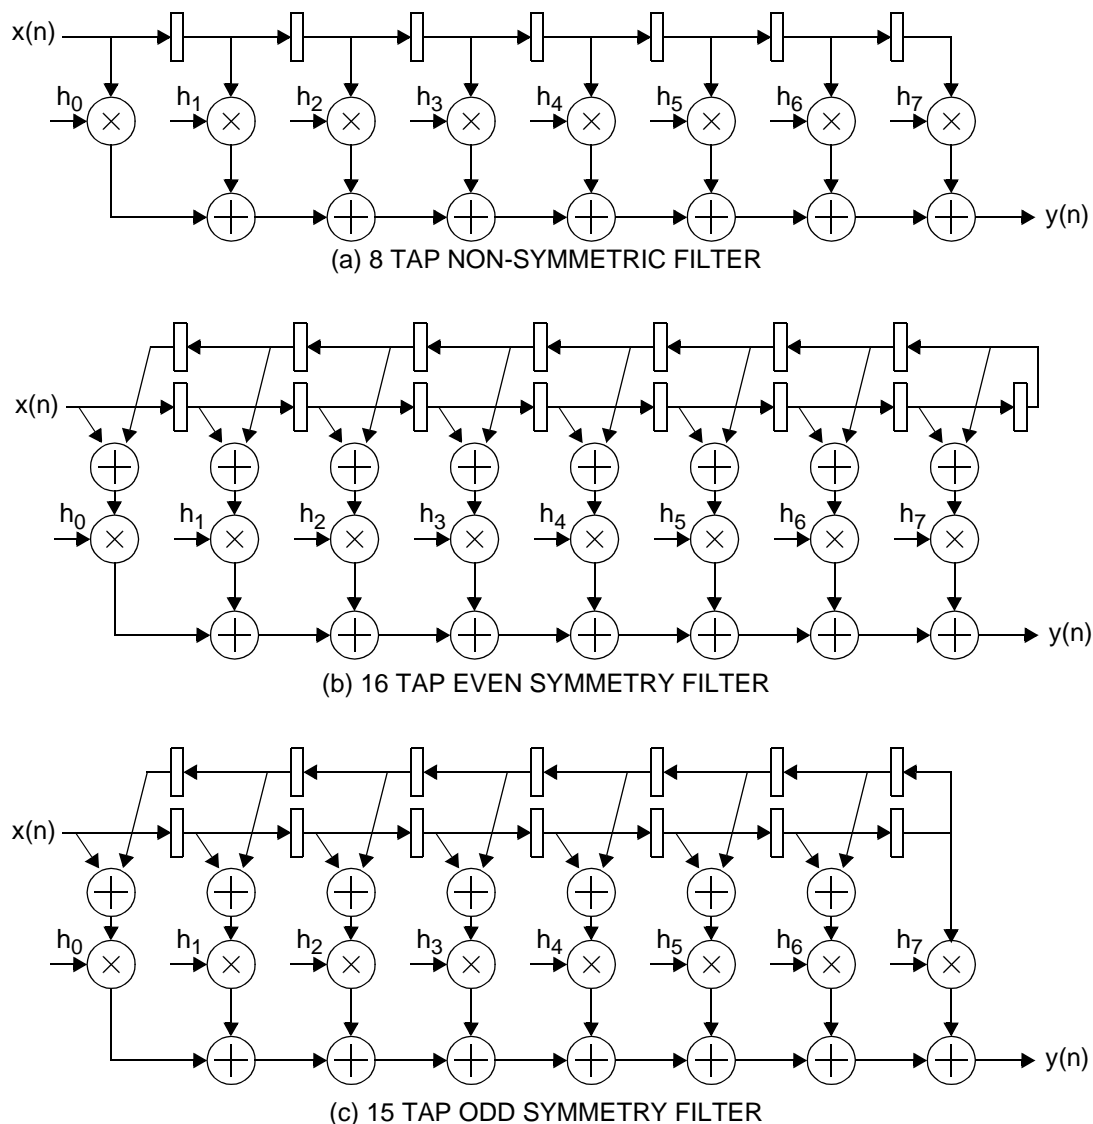 x(n)
h0 h1 h2 h3 h4 h5 h6 h7
y(n)
(a) 8 TAP NON-SYMMETRIC FILTER
x(n)
h0 h1 h2 h3 h4 h5 h6 h7
y(n)
(b) 16 TAP EVEN SYMMETRY FILTER
x(n)
h0 h1 h2 h3 h4 h5 h6 h7
y(n)
(c) 15 TAP ODD SYMMETRY FILTER